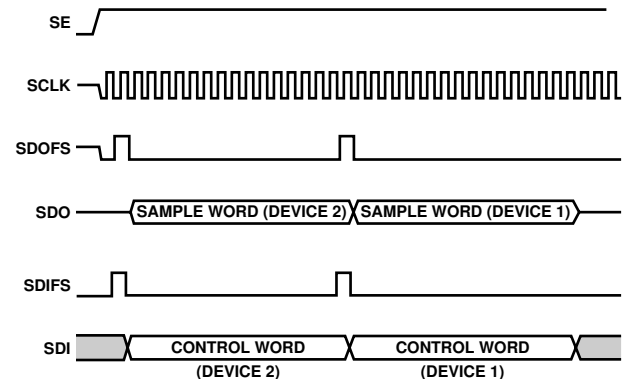 SE
SCLK
SDOFS
SDO SAMPLE WORD (DEVICE 2) SAMPLE WORD (DEVICE 1)
SDIFS
SDI CONTROL WORD CONTROL WORD
(DEVICE 2) (DEVICE 1)